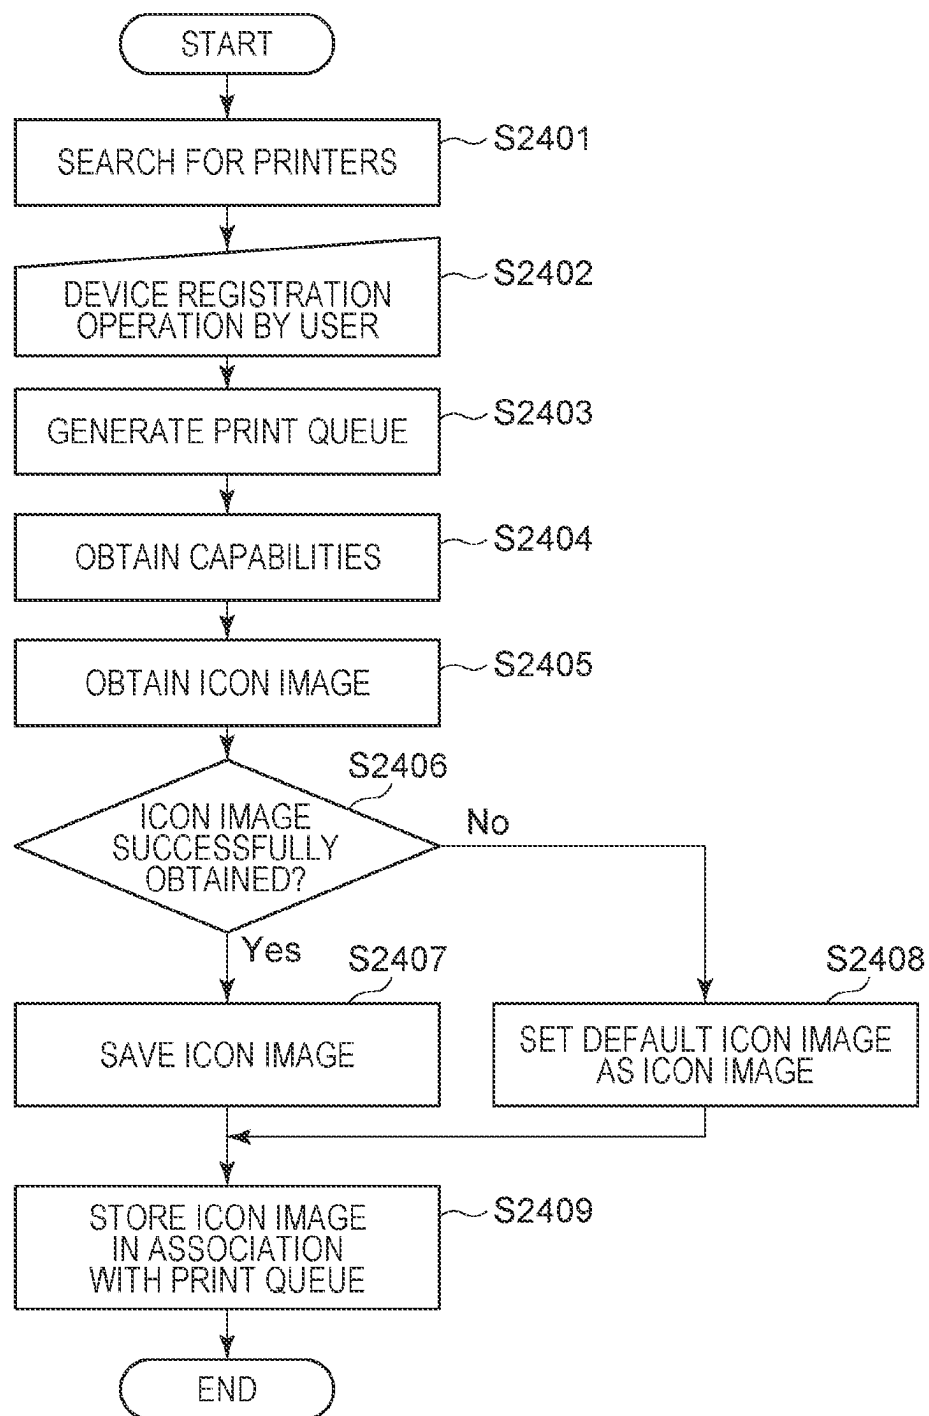 START
SEARCH FOR PRINTERS
S2401
DEVICE REGISTRATION
OPERATION BY USER
S2402
GENERATE PRINT QUEUE
S2403
OBTAIN CAPABILITIES
S2404
OBTAIN ICON IMAGE
S2405
S2406
ICON IMAGE
SUCCESSFULLY
OBTAINED?
No
Yes
S2407
SAVE ICON IMAGE
S2408
SET DEFAULT ICON IMAGE
AS ICON IMAGE
STORE ICON IMAGE
IN ASSOCIATION
WITH PRINT QUEUE
S2409
END